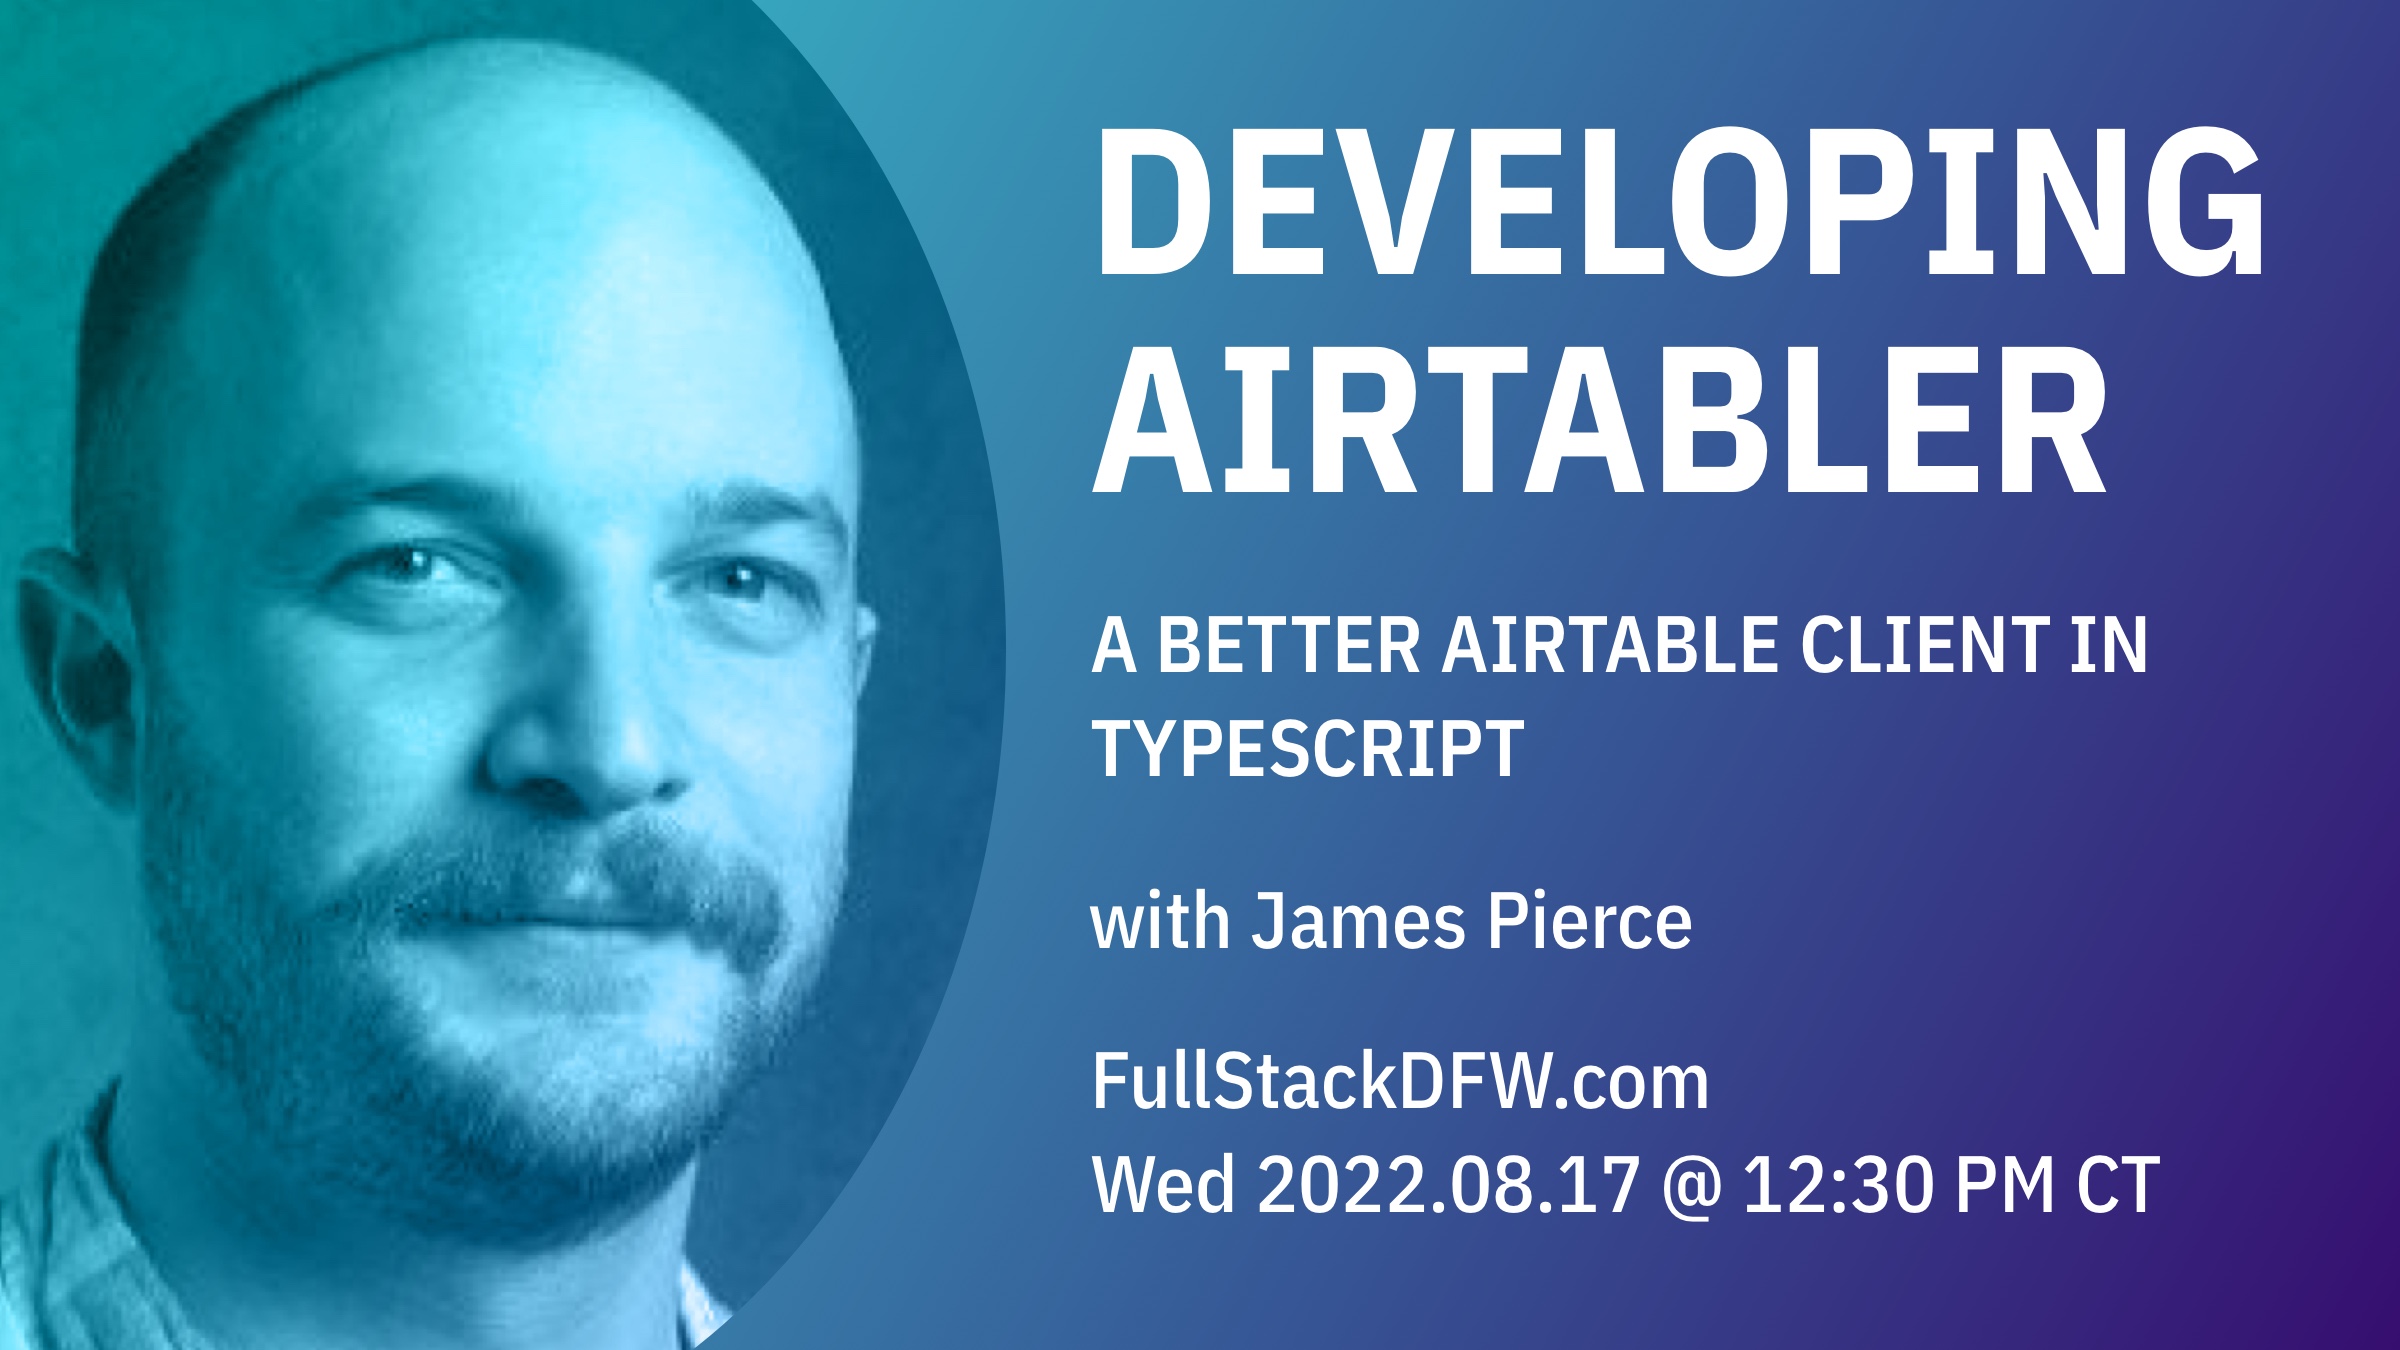 DEVELOPING
AIRTABLER
A BETTER AIRTABLE CLIENT IN
TYPESCRIPT
with James Pierce
FullStackDFW.com
Wed 2022.08.17 @ 12:30 PM CT